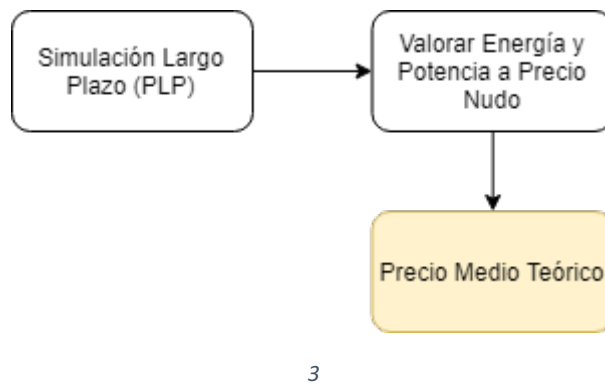 Simulación Largo
Plazo (PLP)
Valorar Energía y
Potencia a Precio
Nudo
Precio Medio Teórico
3